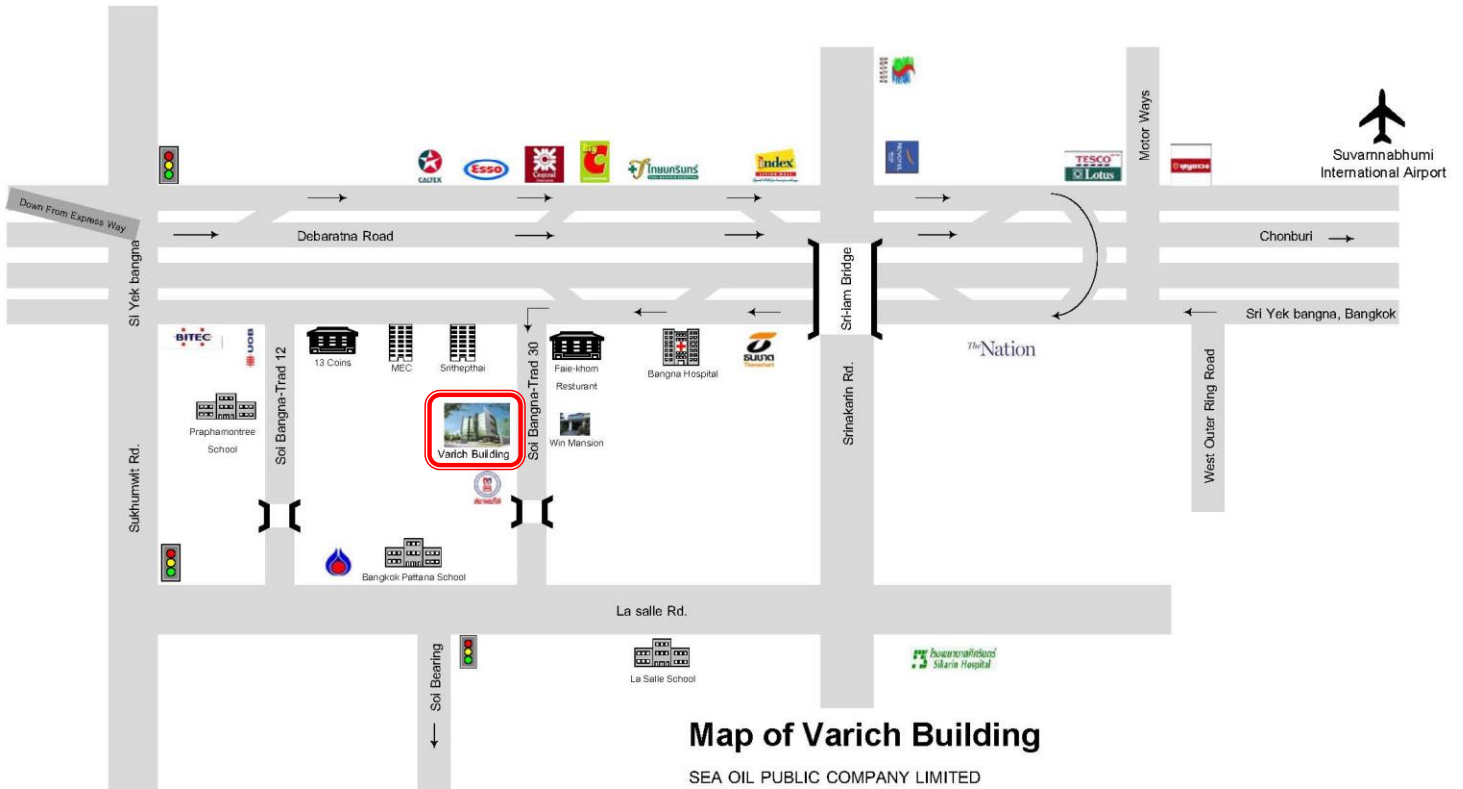 Motor Ways
Suvarnnabhumi
International Airport
CALTEX
Esso
Central
Big
C
ไทยนครินทร์
index
LIVING MALL
NOVOTEL
TESCO
Lotus
Down From Express Way
Debaratna Road
Chonburi
SI Yek bangna
Sri-Iam Bridge
Sri Yek bangna, Bangkok
BITEC
UOB
Soi Bangna-Trad 12
13 Coins
MEC
Srithepthai
Soi Bangna-Trad 30
Faie-khom
Resturant
Bangna Hospital
ธนชาต
Thanachart
The Nation
Praphamontree
School
Varich Building
Win Mansion
Srinakarin Rd.
West Outer Ring Road
Sukhumwit Rd.
Bangkok Pattana School
La salle Rd.
Soi Bearing
La Salle School
โรงพยาบาลศิครินทร์
Sikarin Hospital
Map of Varich Building
SEA OIL PUBLIC COMPANY LIMITED